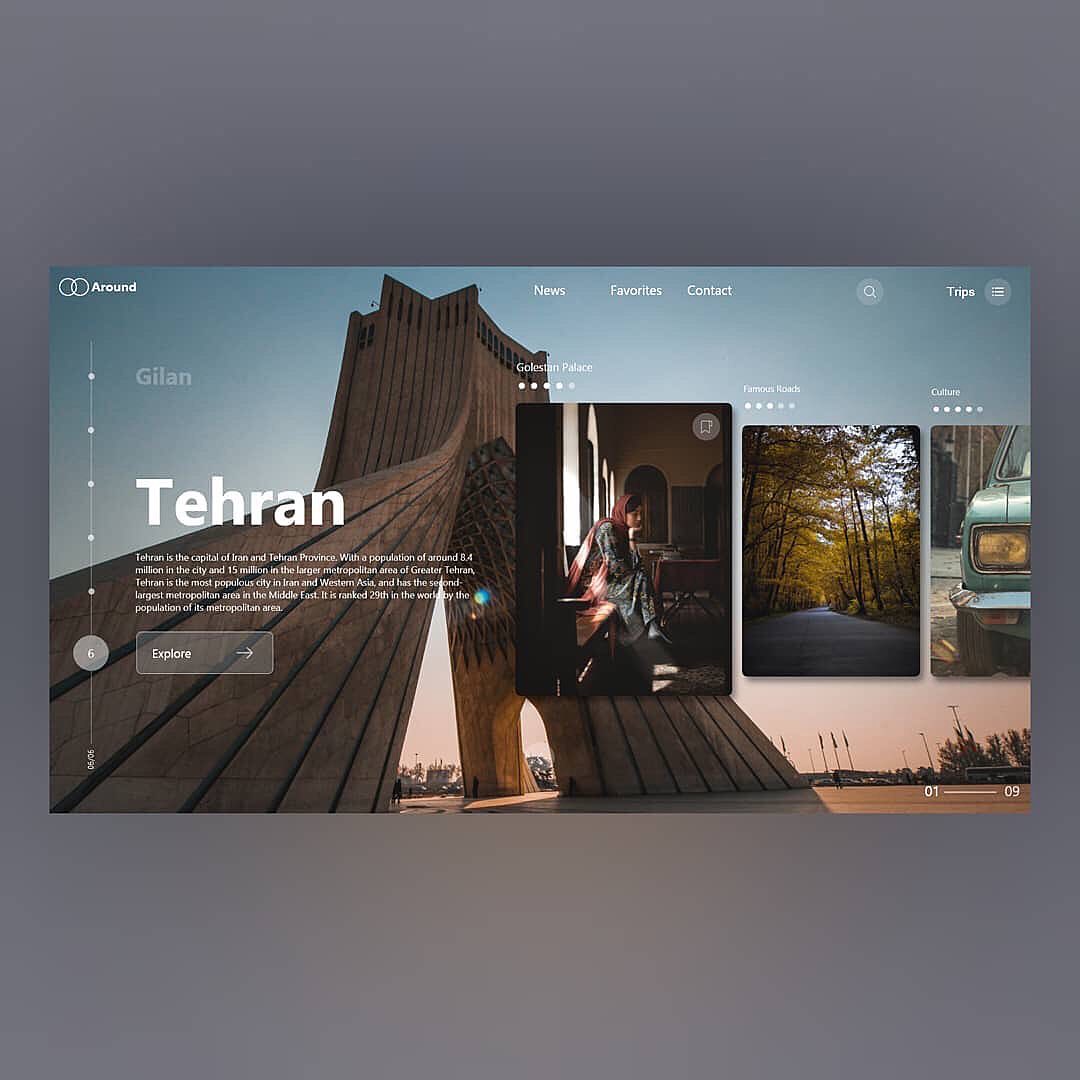 Around
News
Favorites
Contact
Trips
Gilan
Golestan Palace
Famous Roads
Culture
Tehran
Tehran is the capital of Iran and Tehran Province. With a population of around 8.4
million in the city and 15 million in the larger metropolitan area of Greater Tehran,
Tehran is the most populous city in Iran and Western Asia, and has the second-
largest metropolitan area in the Middle East. It is ranked 29th in the world by the
population of its metropolitan area.
6
Explore
06/06
01
09